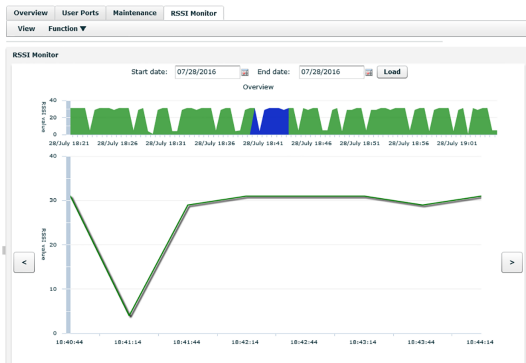 Overview User Ports Maintenance RSSI Monitor
View Function ▼
RSSI Monitor
Start date: 07/28/2016 End date: 07/28/2016 Load
Overview
RSSI value
40
20
0
28/July 18:21 28/July 18:26 28/July 18:31 28/July 18:36 28/July 18:41 28/July 18:46 28/July 18:51 28/July 18:56 28/July 19:01
RSSI value
40
30
20
10
0
< >
18:40:44 18:41:14 18:41:44 18:42:14 18:42:44 18:43:14 18:43:44 18:44:14